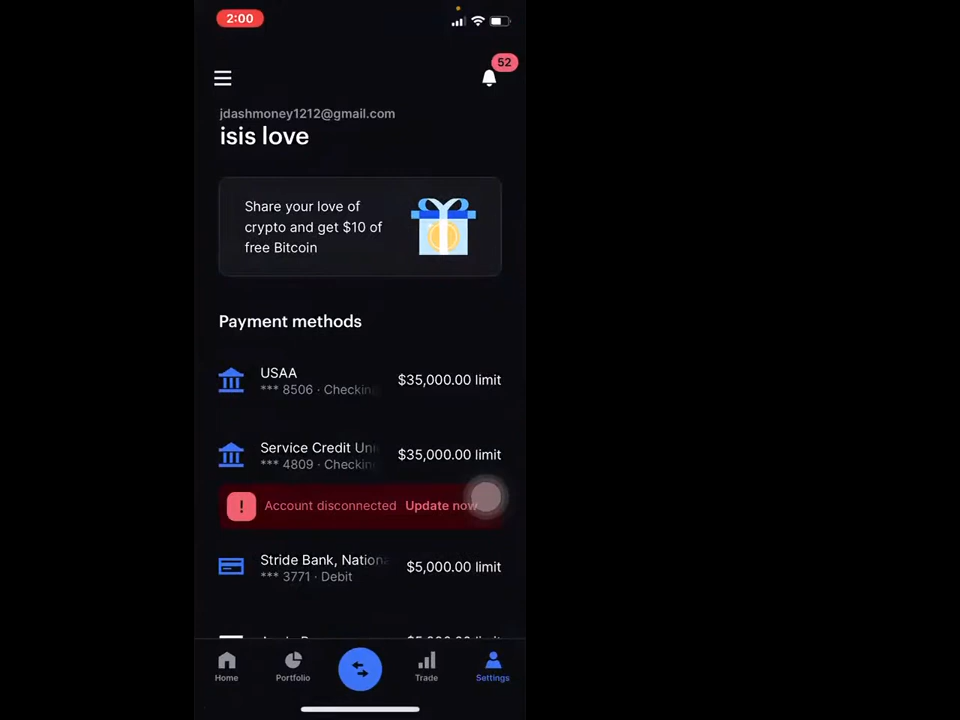 2:00
52
jdashmoney1212@gmail.com
isis love
Share your love of
crypto and get $10 of
free Bitcoin
Payment methods
USAA
$35,000.00 limit
*** 8506 · Checkin
Service Credit Uni
$35,000.00 limit
*** 4809 · Checkin
! Account disconnected Update now
Stride Bank, Nationa
$5,000.00 limit
*** 3771 · Debit
Home
Portfolio
Trade
Settings